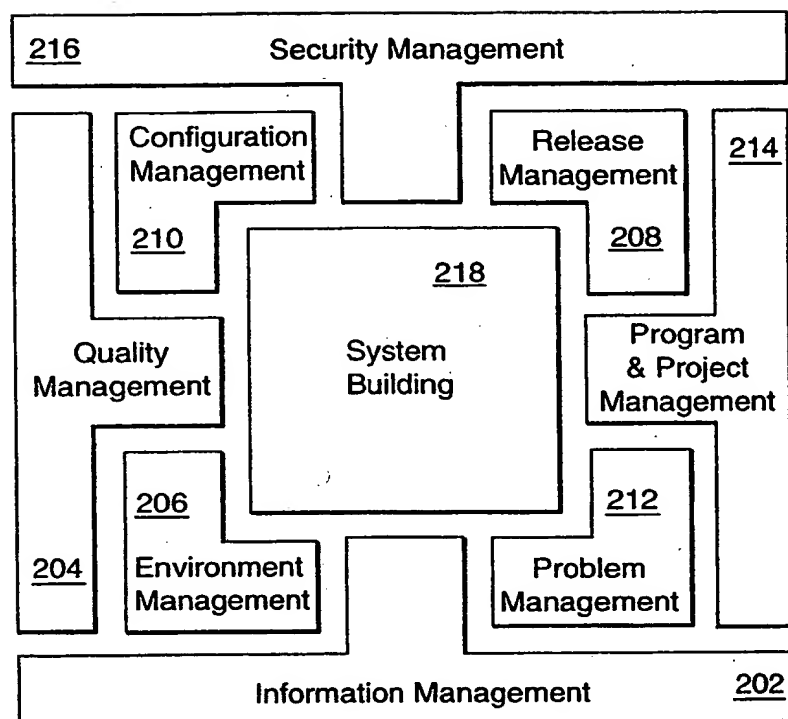 216 Security Management
Configuration
Management
210
Release
Management
208
214
218
System
Building
Quality
Management
204
Program
& Project
Management
206
Environment
Management
212
Problem
Management
Information Management 202